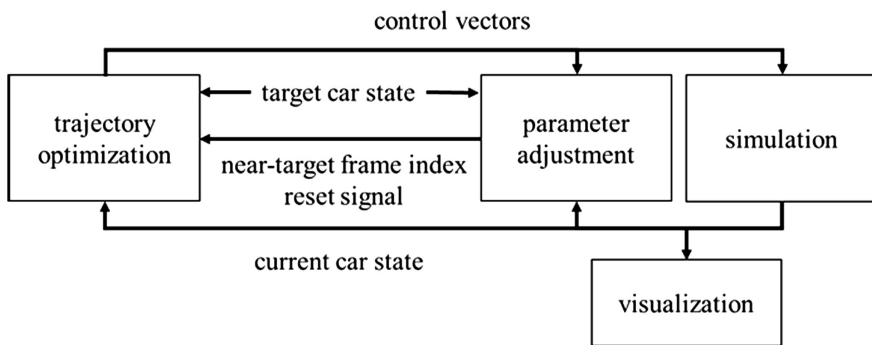 control vectors
target car state
trajectory
optimization
parameter
adjustment
simulation
near-target frame index
reset signal
current car state
visualization